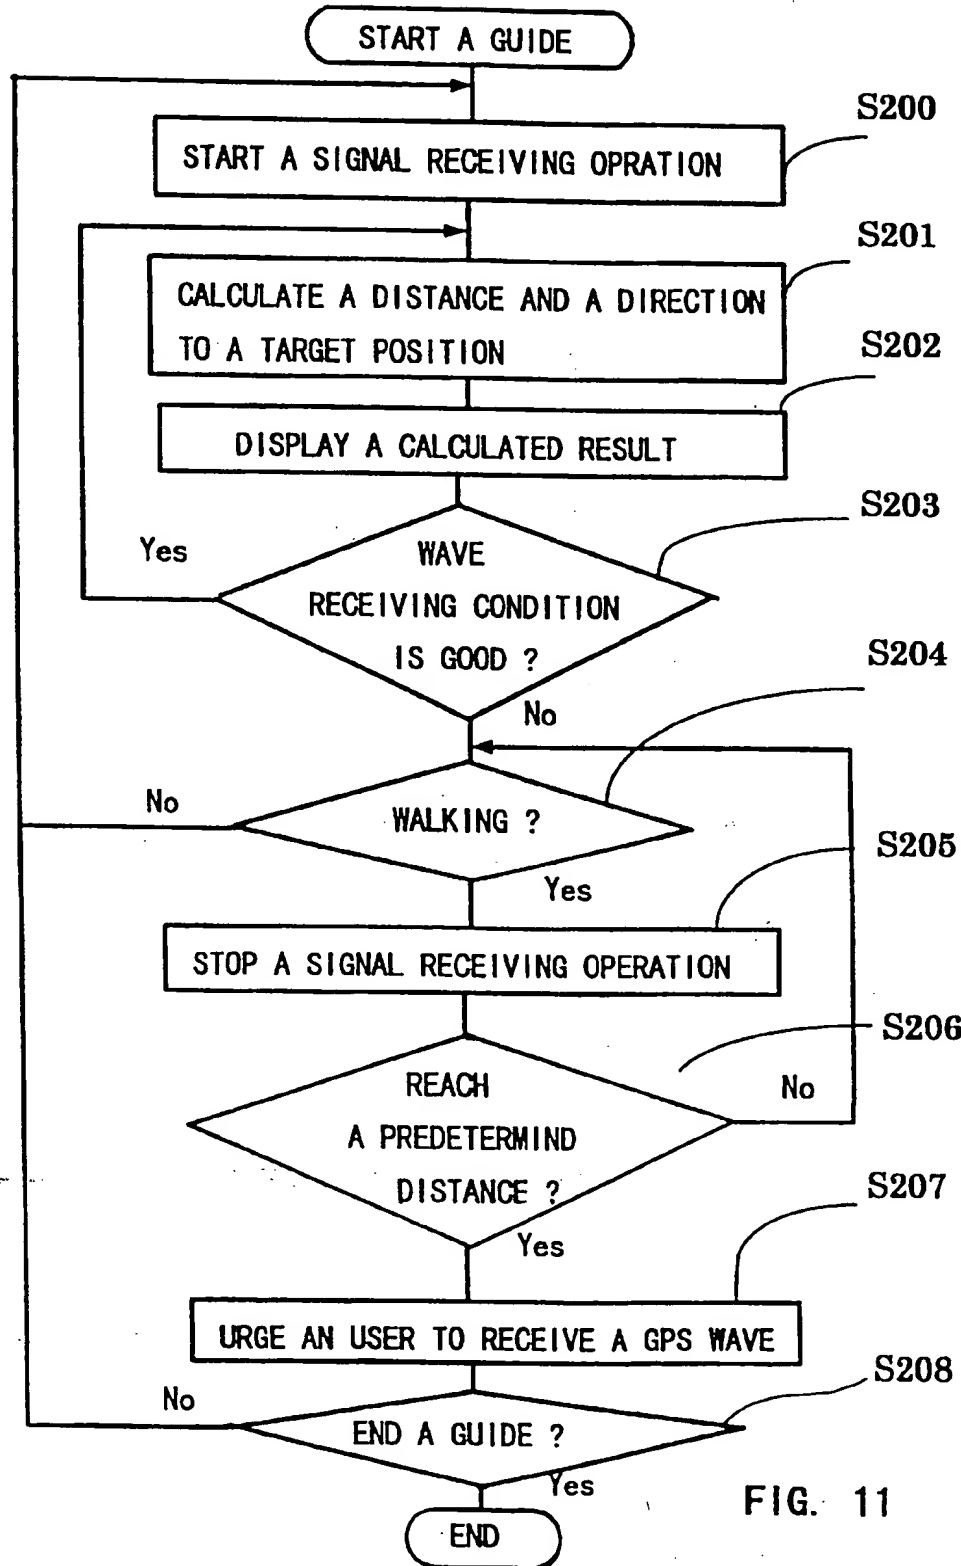 START A GUIDE
S200
START A SIGNAL RECEIVING OPRATION
S201
CALCULATE A DISTANCE AND A DIRECTION
TO A TARGET POSITION
S202
DISPLAY A CALCULATED RESULT
S203
Yes
WAVE
RECEIVING CONDITION
IS GOOD ?
S204
No
No
WALKING ?
S205
Yes
STOP A SIGNAL RECEIVING OPERATION
S206
REACH
No
A PREDETERMIND
DISTANCE ?
S207
Yes
URGE AN USER TO RECEIVE A GPS WAVE
S208
No
END A GUIDE ?
Yes
FIG. 11
END